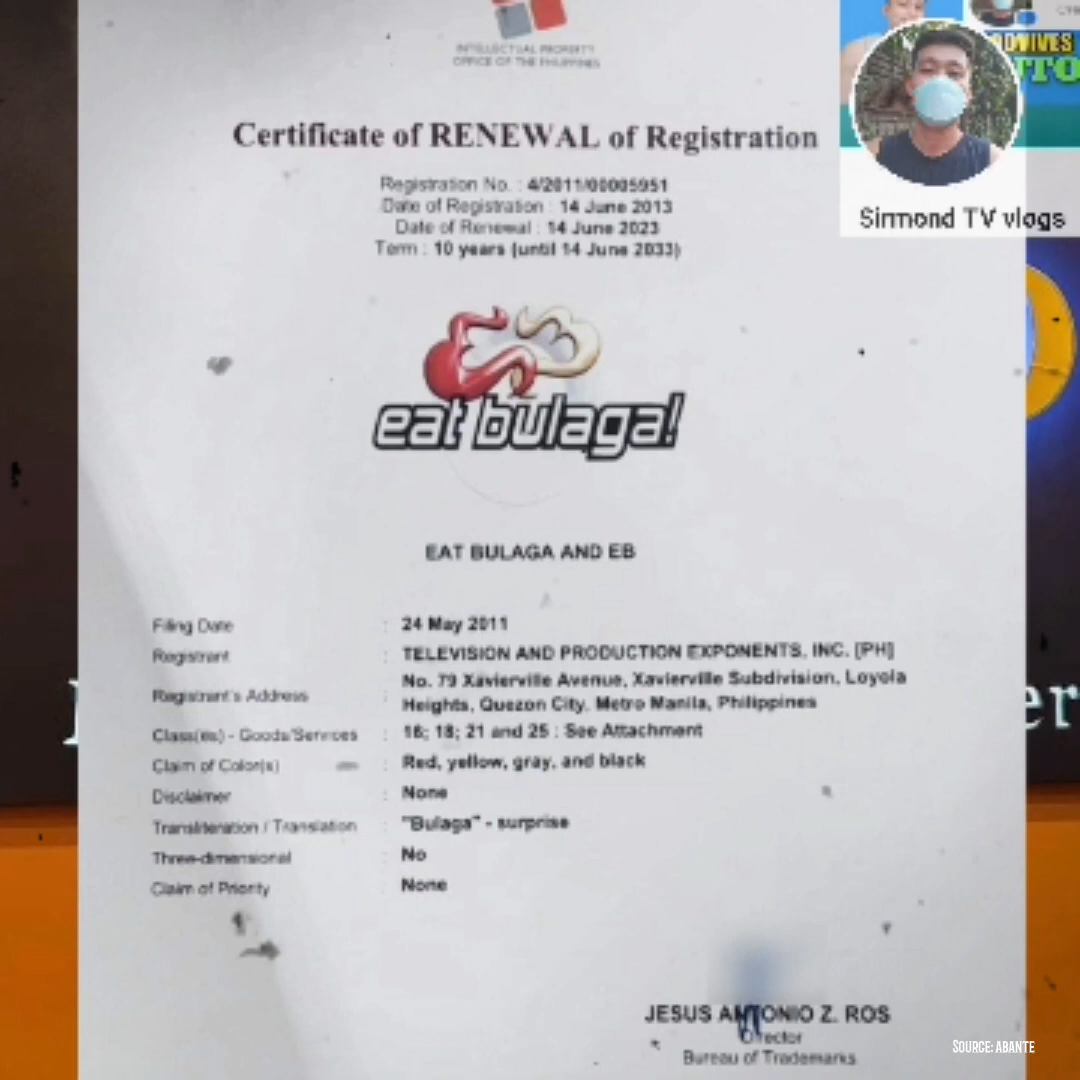 INTELLECTUAL PROPERTY
OFFICE OF THE PHILIPPINES
Certificate of RENEWAL of Registration
Registration No. : 4/2011/00005951
Date of Registration : 14 June 2013
Date of Renewal : 14 June 2023
Term : 10 years (until 14 June 2033)
Sirmond TV vlogs
eat bulaga!
EAT BULAGA AND EB
Filing Date : 24 May 2011
Registrant : TELEVISION AND PRODUCTION EXPONENTS, INC. [PH]
Registrant's Address : No. 79 Xavierville Avenue, Xavierville Subdivision, Loyola
Heights, Quezon City, Metro Manila, Philippines
Class(es) - Goods/Services : 16; 18; 21 and 25 : See Attachment
Claim of Color(s) : Red, yellow, gray, and black
Disclaimer : None
Transliteration / Translation : "Bulaga" - surprise
Three-dimensional : No
Claim of Priority : None
JESUS ANTONIO Z. ROS
Director
Bureau of Trademarks
SOURCE: ABANTE